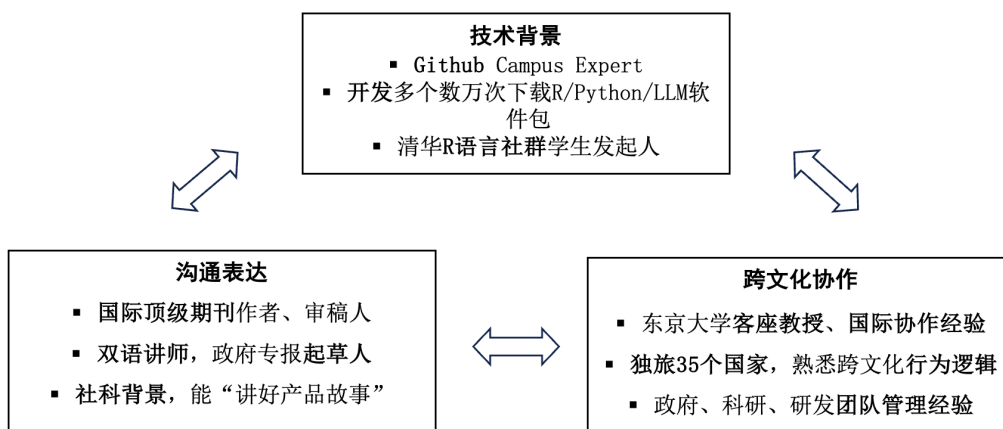 技术背景
▪ Github Campus Expert
▪ 开发多个数万次下载R/Python/LLM软
件包
▪ 清华R语言社群学生发起人
沟通表达
▪ 国际顶级期刊作者、审稿人
▪ 双语讲师，政府专报起草人
▪ 社科背景，能“讲好产品故事”
跨文化协作
▪ 东京大学客座教授、国际协作经验
▪ 独旅35个国家，熟悉跨文化行为逻辑
▪ 政府、科研、研发团队管理经验